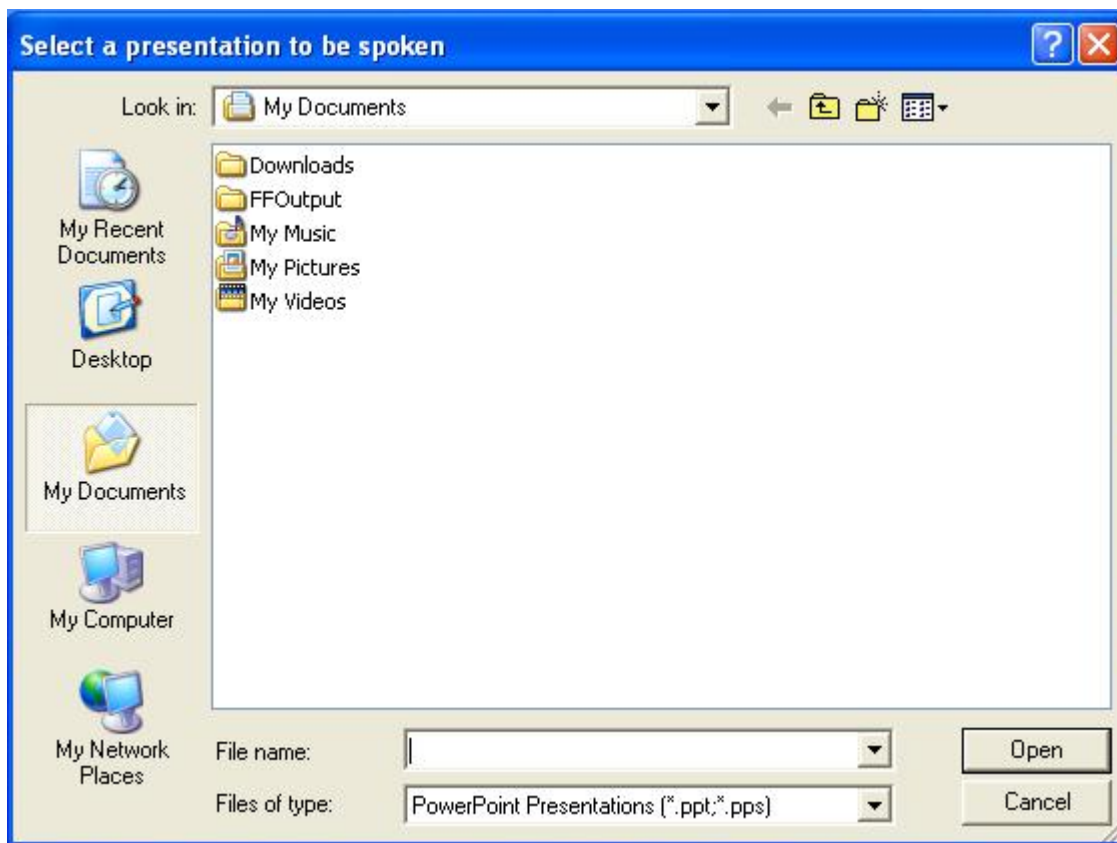 Select a presentation to be spoken
Look in: My Documents
My Recent
Documents
Desktop
My Documents
My Computer
My Network
Places
Downloads
FFOutput
My Music
My Pictures
My Videos
File name:
Open
Files of type: PowerPoint Presentations (*.ppt;*.pps)
Cancel